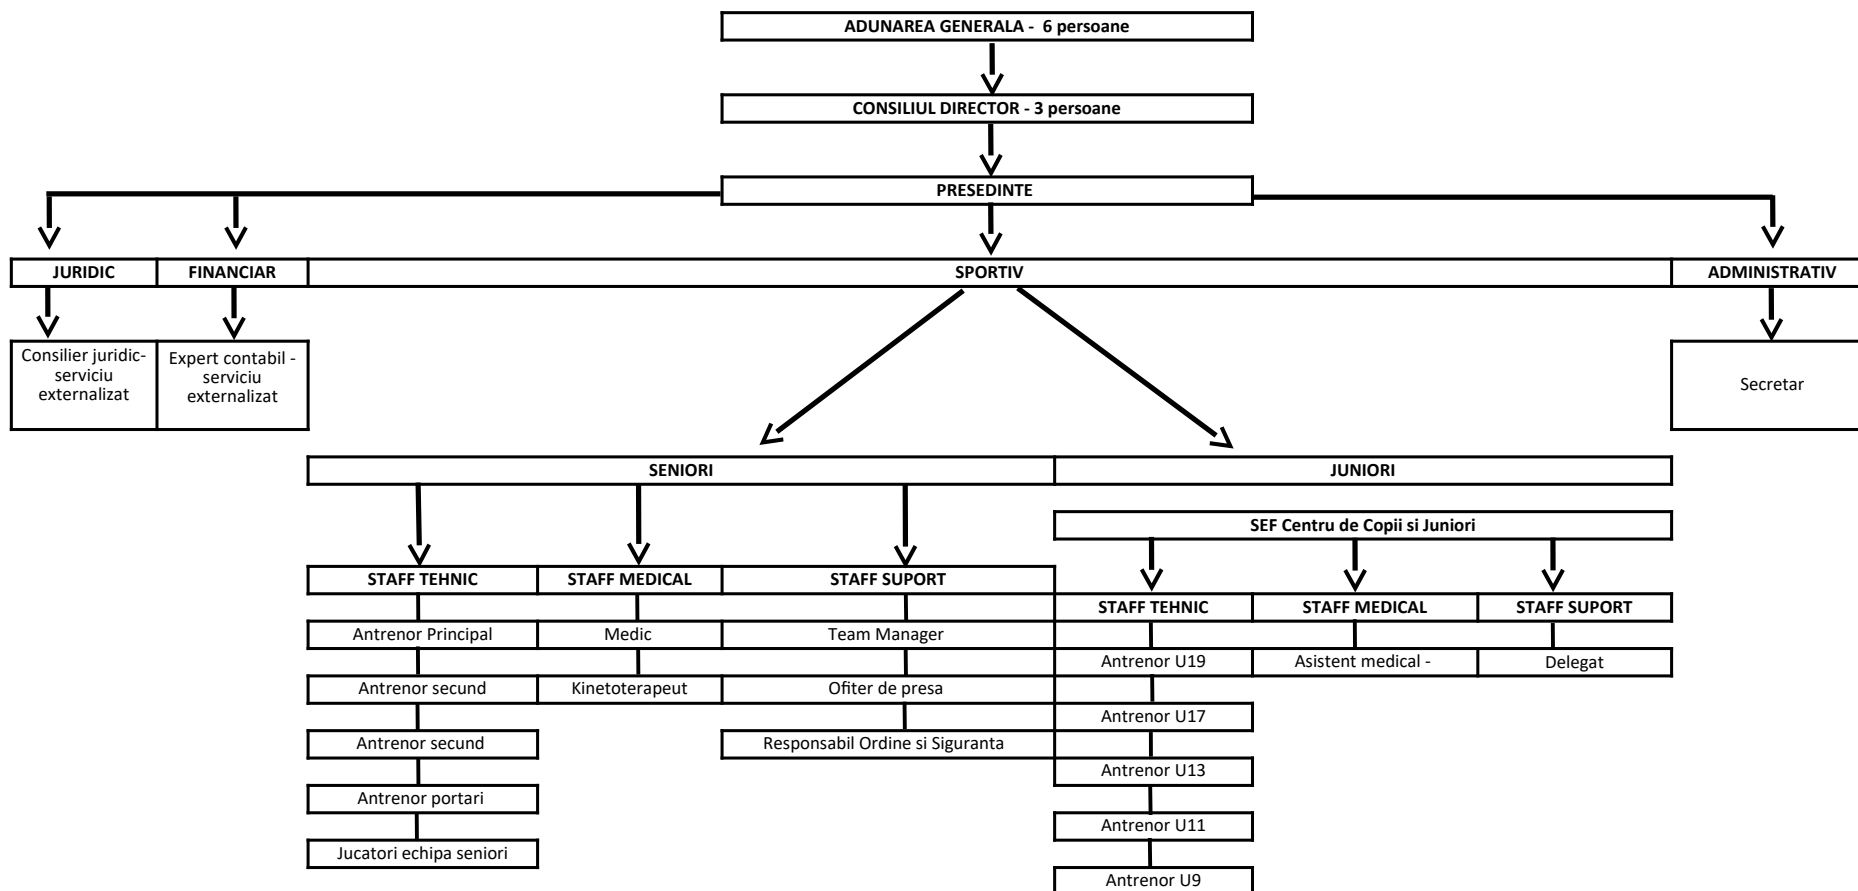 ADUNAREA GENERALA - 6 persoane
CONSILIUL DIRECTOR - 3 persoane
PRESEDINTE
JURIDIC
FINANCIAR
SPORTIV
ADMINISTRATIV
Consilier juridic-
serviciu
externalizat
Expert contabil -
serviciu
externalizat
Secretar
SENIORI
JUNIORI
SEF Centru de Copii si Juniori
STAFF TEHNIC
STAFF MEDICAL
STAFF SUPORT
Antrenor Principal
Medic
Team Manager
Antrenor secund
Kinetoterapeut
Ofiter de presa
Antrenor secund
Responsabil Ordine si Siguranta
Antrenor portari
Jucatori echipa seniori
STAFF TEHNIC
STAFF MEDICAL
STAFF SUPORT
Antrenor U19
Asistent medical -
Delegat
Antrenor U17
Antrenor U13
Antrenor U11
Antrenor U9